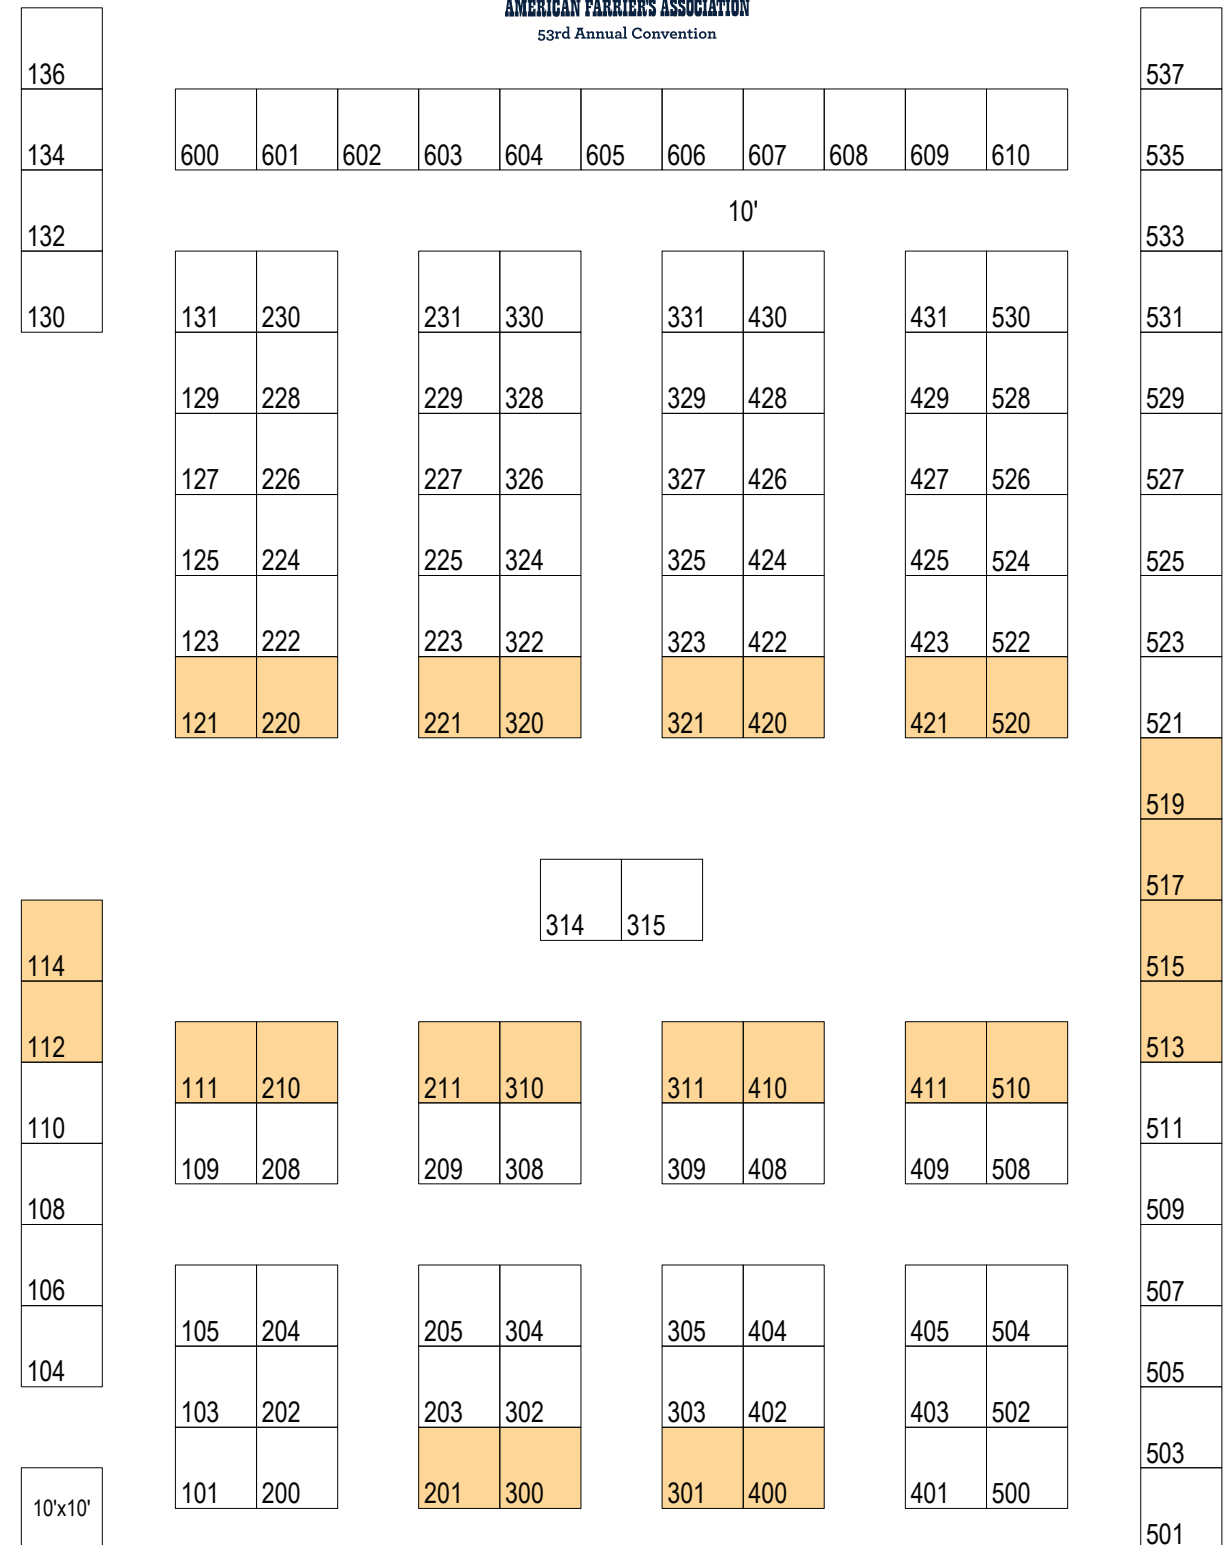 AMERICAN FARRIER'S ASSOCIATION
53rd Annual Convention
136 537
134 600 601 602 603 604 605 606 607 608 609 610 535
10'
132 533
130 131 230 231 330 331 430 431 530 531
129 228 229 328 329 428 429 528 529
127 226 227 326 327 426 427 526 527
125 224 225 324 325 424 425 524 525
123 222 223 322 323 422 423 522 523
121 220 221 320 321 420 421 520 521
519
517
314 315
114 515
112 513
111 210 211 310 311 410 411 510
110 511
109 208 209 308 309 408 409 508
108 509
106 507
105 204 205 304 305 404 405 504
104 505
103 202 203 302 303 402 403 502
503
101 200 201 300 301 400 401 500
10'x10'
501